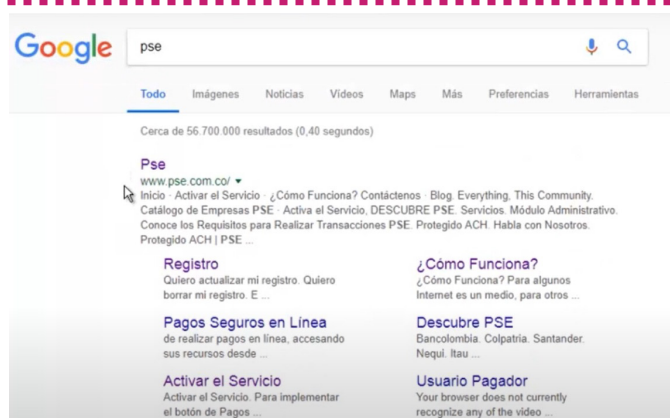 Google
pse
Todo Imágenes Noticias Vídeos Maps Más Preferencias Herramientas
Cerca de 56.700.000 resultados (0,40 segundos)
Pse
www.pse.com.co/
Inicio · Activar el Servicio · ¿Cómo Funciona? Contáctenos · Blog. Everything. This Community.
Catálogo de Empresas PSE · Activa el Servicio, DESCUBRE PSE. Servicios. Módulo Administrativo.
Conoce los Requisitos para Realizar Transacciones PSE. Protegido ACH. Habla con Nosotros.
Protegido ACH | PSE ...
Registro
Quiero actualizar mi registro. Quiero
borrar mi registro. E ...
¿Cómo Funciona?
¿Cómo Funciona? Para algunos
Internet es un medio, para otros ...
Pagos Seguros en Línea
de realizar pagos en línea, accesando
sus recursos desde ...
Descubre PSE
Bancolombia. Colpatria. Santander.
Nequi. Itau ...
Activar el Servicio
Activar el Servicio. Para implementar
el botón de Pagos ...
Usuario Pagador
Your browser does not currently
recognize any of the video ...